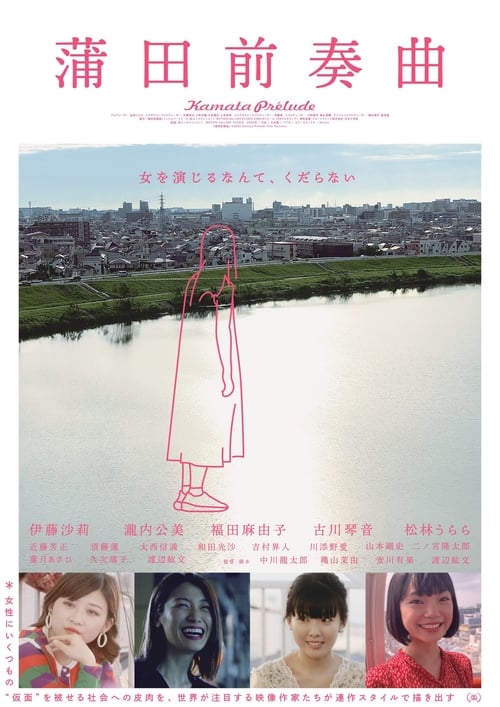 蒲田前奏曲
Kamata Prélude
女を演じるなんて、くだらない
伊藤沙莉 瀧内公美 福田麻由子 古川琴音 松林うらら
近藤芳正 須藤蓮 大西信満 和田光沙 吉村界人 川添野愛 山本剛史 二ノ宮隆太郎
葉月あさひ 久次璃子 渡辺紘文 監督・脚本 中川龍太郎 穐山茉由 安川有果 渡辺紘文
＊女性にいくつもの
“仮面”を被せる社会への皮肉を、世界が注目する映像作家たちが連作スタイルで描き出す